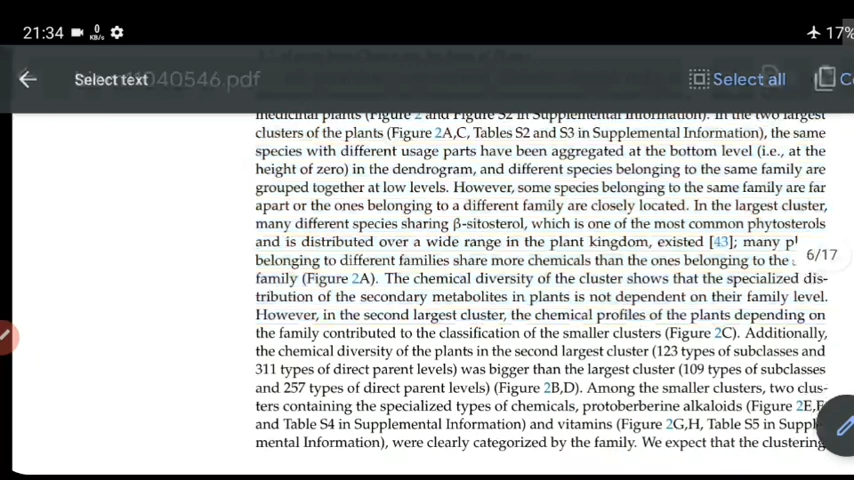 21:34 0 KB/s 17%
Select text 040546.pdf Select all
medicinal plants (Figure 2 and Figure S2 in Supplemental Information). In the two largest
clusters of the plants (Figure 2A,C, Tables S2 and S3 in Supplemental Information), the same
species with different usage parts have been aggregated at the bottom level (i.e., at the
height of zero) in the dendrogram, and different species belonging to the same family are
grouped together at low levels. However, some species belonging to the same family are far
apart or the ones belonging to a different family are closely located. In the largest cluster,
many different species sharing β-sitosterol, which is one of the most common phytosterols
and is distributed over a wide range in the plant kingdom, existed [43]; many
belonging to different families share more chemicals than the ones belonging to the
6/17
family (Figure 2A). The chemical diversity of the cluster shows that the specialized dis-
tribution of the secondary metabolites in plants is not dependent on their family level.
However, in the second largest cluster, the chemical profiles of the plants depending on
the family contributed to the classification of the smaller clusters (Figure 2C). Additionally,
the chemical diversity of the plants in the second largest cluster (123 types of subclasses and
311 types of direct parent levels) was bigger than the largest cluster (109 types of subclasses
and 257 types of direct parent levels) (Figure 2B,D). Among the smaller clusters, two clus-
ters containing the specialized types of chemicals, protoberberine alkaloids (Figure 2E,F
and Table S4 in Supplemental Information) and vitamins (Figure 2G,H, Table S5 in Suppl
mental Information), were clearly categorized by the family. We expect that the clustering